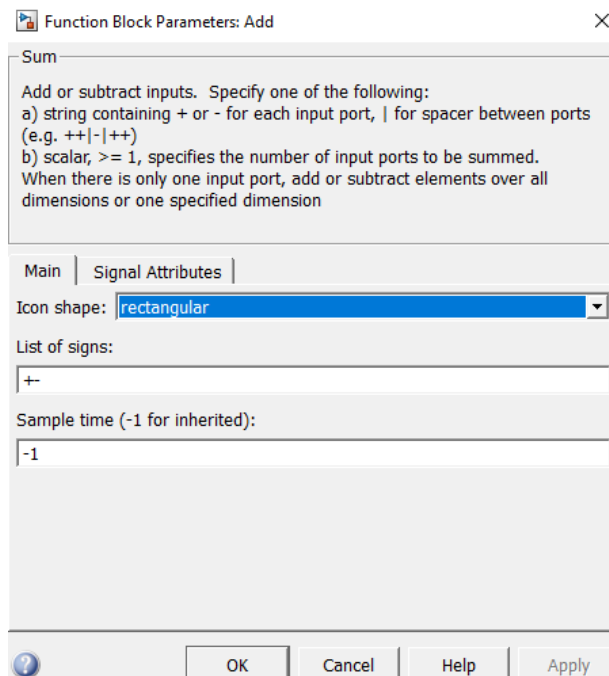 Function Block Parameters: Add
Sum
Add or subtract inputs.  Specify one of the following:
a) string containing + or - for each input port, | for spacer between ports
(e.g. ++|-|++)
b) scalar, >= 1, specifies the number of input ports to be summed.
When there is only one input port, add or subtract elements over all
dimensions or one specified dimension
Main
Signal Attributes
Icon shape: rectangular
List of signs:
+-
Sample time (-1 for inherited):
-1
OK
Cancel
Help
Apply